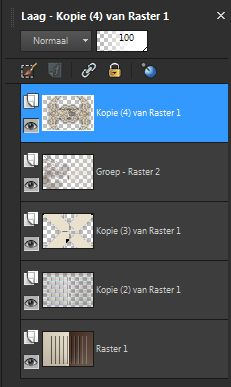 Laag - Kopie (4) van Raster 1
Normaal
100
Kopie (4) van Raster 1
Groep - Raster 2
Kopie (3) van Raster 1
Kopie (2) van Raster 1
Raster 1